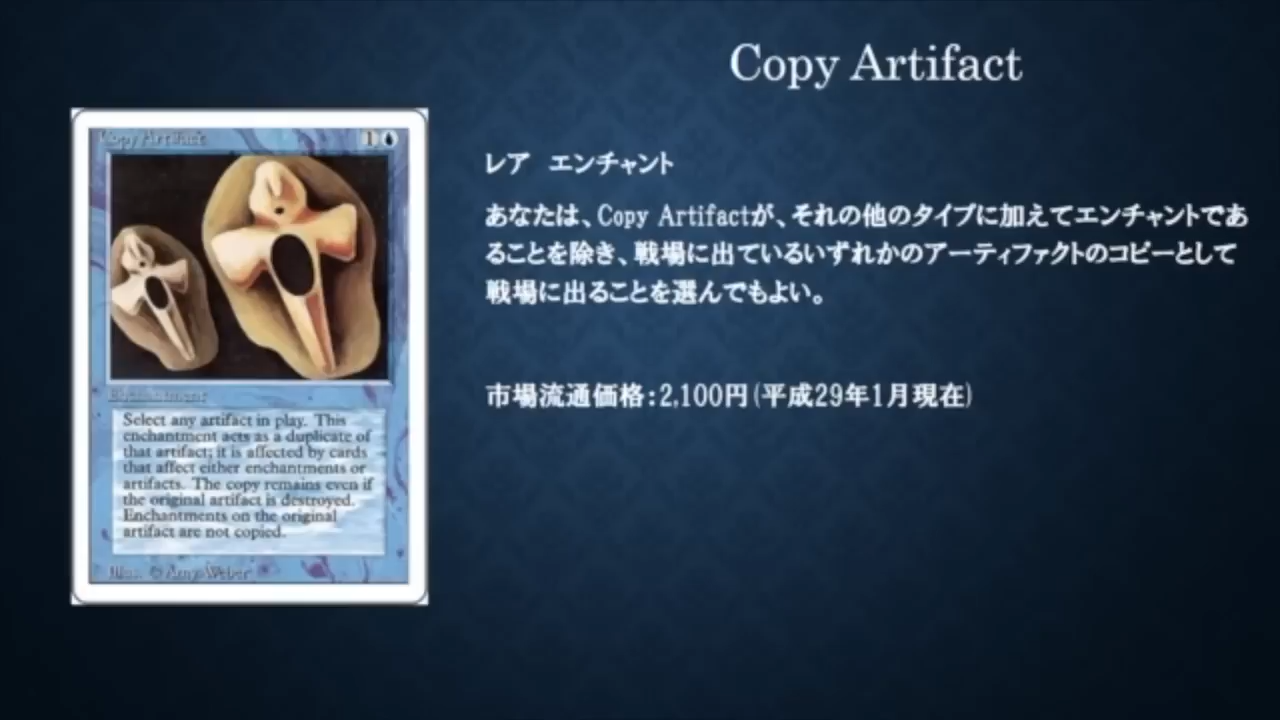 Copy Artifact
レア　エンチャント
あなたは、Copy Artifactが、それの他のタイプに加えてエンチャントであ
ることを除き、戦場に出ているいずれかのアーティファクトのコピーとして
戦場に出ることを選んでもよい。
市場流通価格:2,100円(平成29年1月現在)
Copy Artifact 1
Enchantment
Select any artifact in play. This
enchantment acts as a duplicate of
that artifact; it is affected by cards
that affect either enchantments or
artifacts. The copy remains even if
the original artifact is destroyed.
Enchantments on the original
artifact are not copied.
Illus. © Amy Weber